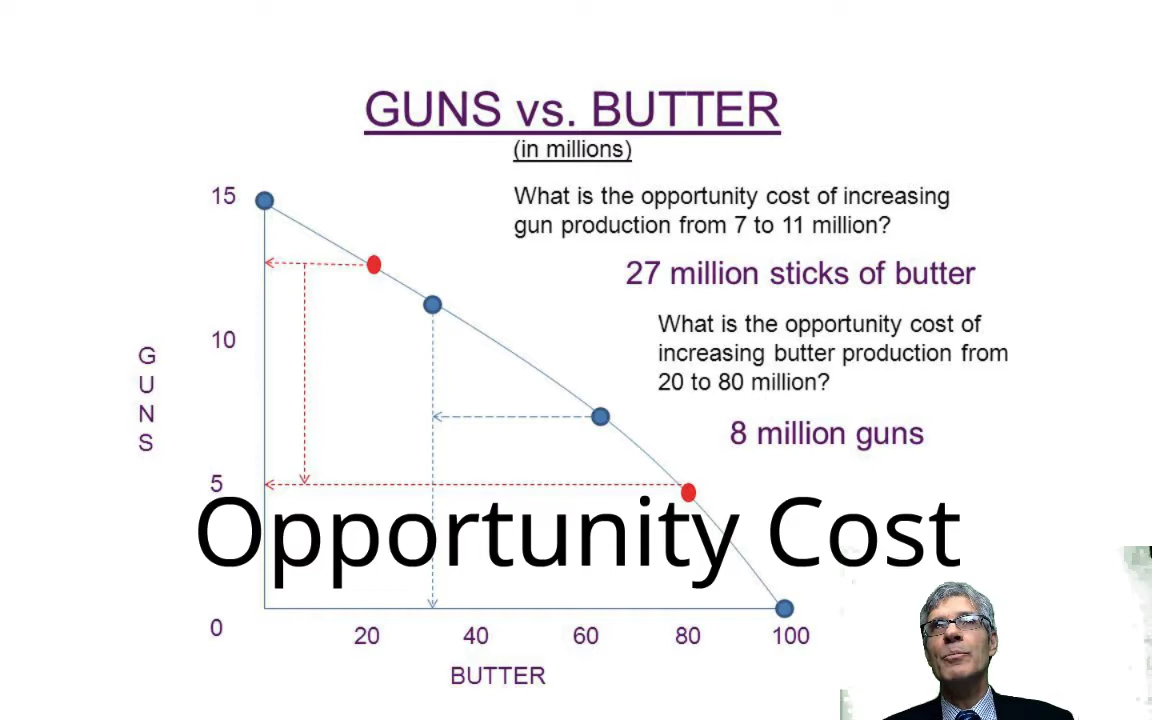 GUNS vs. BUTTER
(in millions)
What is the opportunity cost of increasing
gun production from 7 to 11 million?
27 million sticks of butter
What is the opportunity cost of
increasing butter production from
20 to 80 million?
8 million guns
15
10
5
0
G
U
N
S
Opportunity Cost
20 40 60 80 100
BUTTER